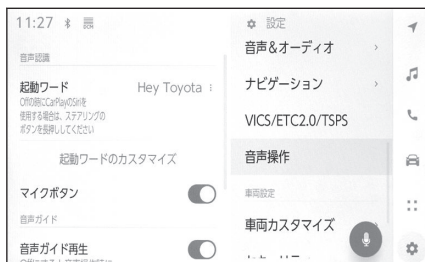 11:27
音声認識
起動ワード
Hey Toyota
Offの際にCarPlayのSiriを
使用する場合は、ステアリングの
ボタンを長押ししてください
起動ワードのカスタマイズ
マイクボタン
音声ガイド
音声ガイド再生
設定
音声&オーディオ
ナビゲーション
VICS/ETC2.0/TSPS
音声操作
車両設定
車両カスタマイズ